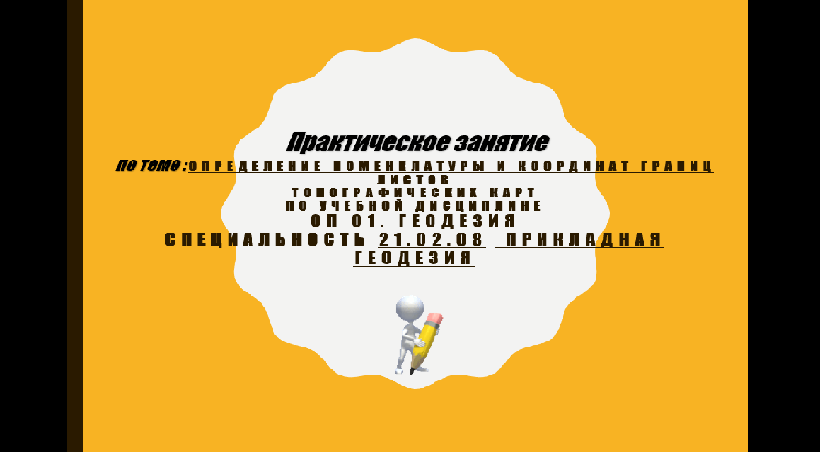 Практическое занятие
по теме:ОПРЕДЕЛЕНИЕ НОМЕНКЛАТУРЫ И КООРДИНАТ ГРАНИЦ
ЛИСТОВ
ТОПОГРАФИЧЕСКИХ КАРТ
ПО УЧЕБНОЙ ДИСЦИПЛИНЕ
ОП 01. ГЕОДЕЗИЯ
СПЕЦИАЛЬНОСТЬ 21.02.08 ПРИКЛАДНАЯ
ГЕОДЕЗИЯ